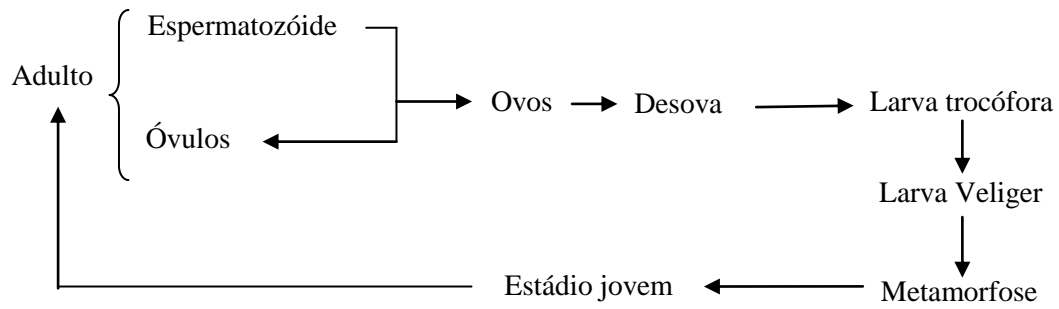 Espermatozóide
Adulto
Óvulos
Ovos
Desova
Larva trocófora
Larva Veliger
Metamorfose
Estádio jovem